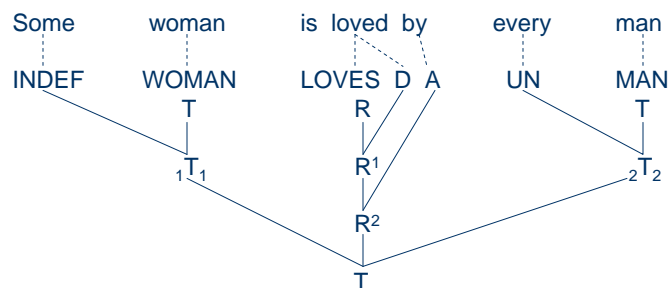 Some woman is loved by every man
INDEF WOMAN LOVES D A UN MAN
T R T
₁T₁ R¹ ₂T₂
R²
T